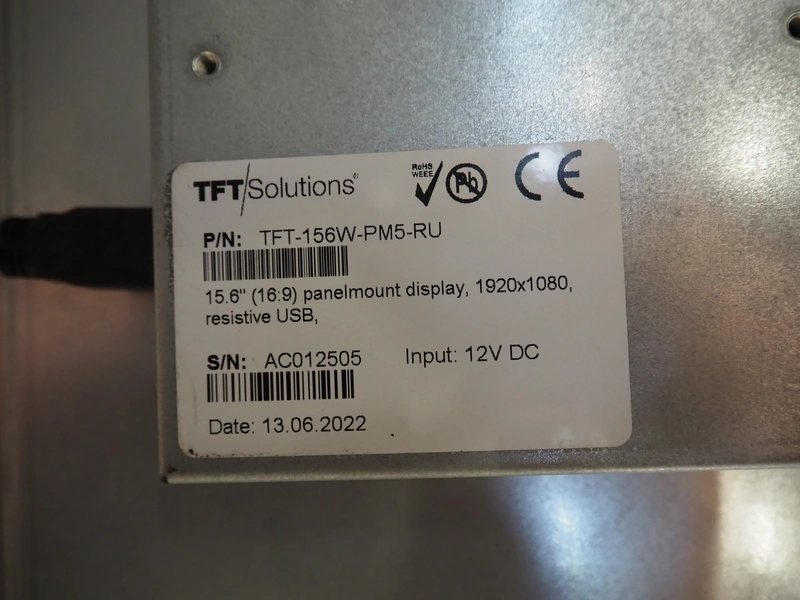 TFT/Solutions®
RoHS
WEEE
Pb
CE
P/N: TFT-156W-PM5-RU
15.6" (16:9) panelmount display, 1920x1080,
resistive USB,
S/N: AC012505 Input: 12V DC
Date: 13.06.2022